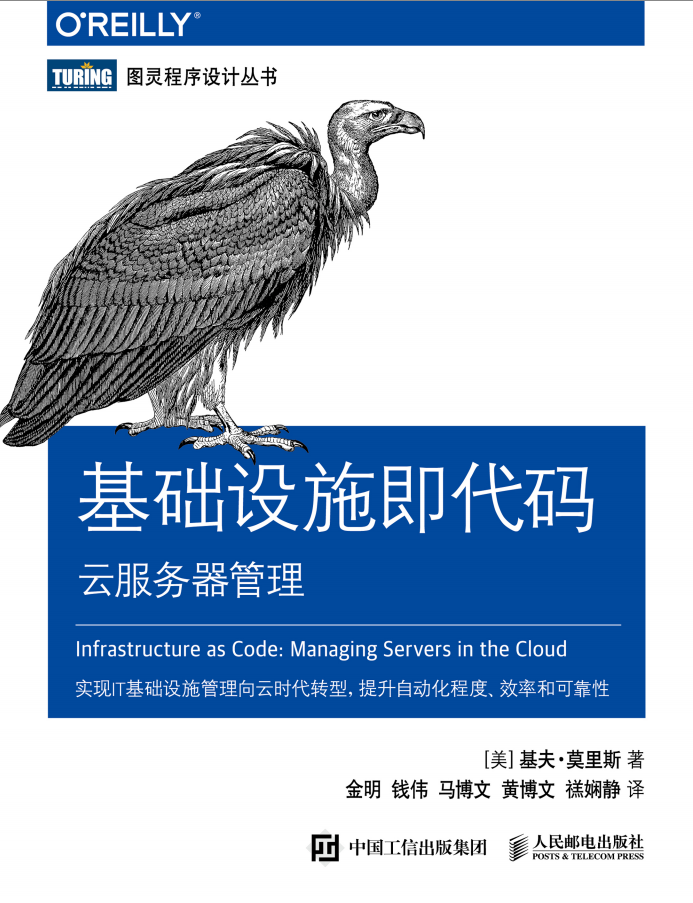 O'REILLY®
TURING 图灵程序设计丛书
基础设施即代码
云服务器管理
Infrastructure as Code: Managing Servers in the Cloud
实现IT基础设施管理向云时代转型，提升自动化程度、效率和可靠性
[美] 基夫·莫里斯 著
金明 钱伟 马博文 黄博文 禚娴静 译
中国工信出版集团 人民邮电出版社
POSTS & TELECOM PRESS